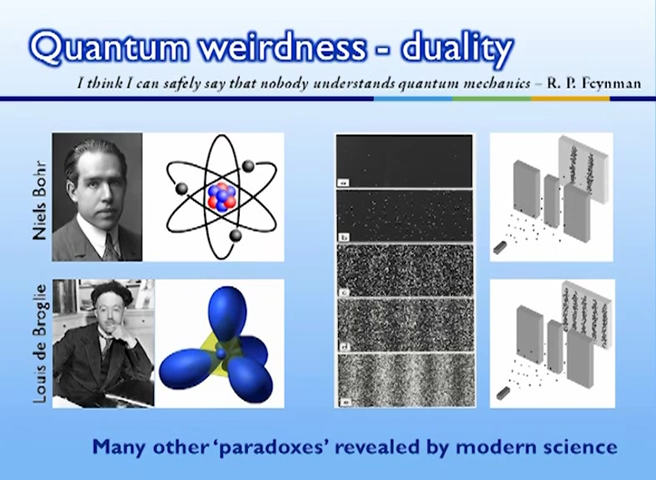 Quantum weirdness - duality
I think I can safely say that nobody understands quantum mechanics – R. P. Feynman
Niels Bohr
Louis de Broglie
Many other ‘paradoxes’ revealed by modern science